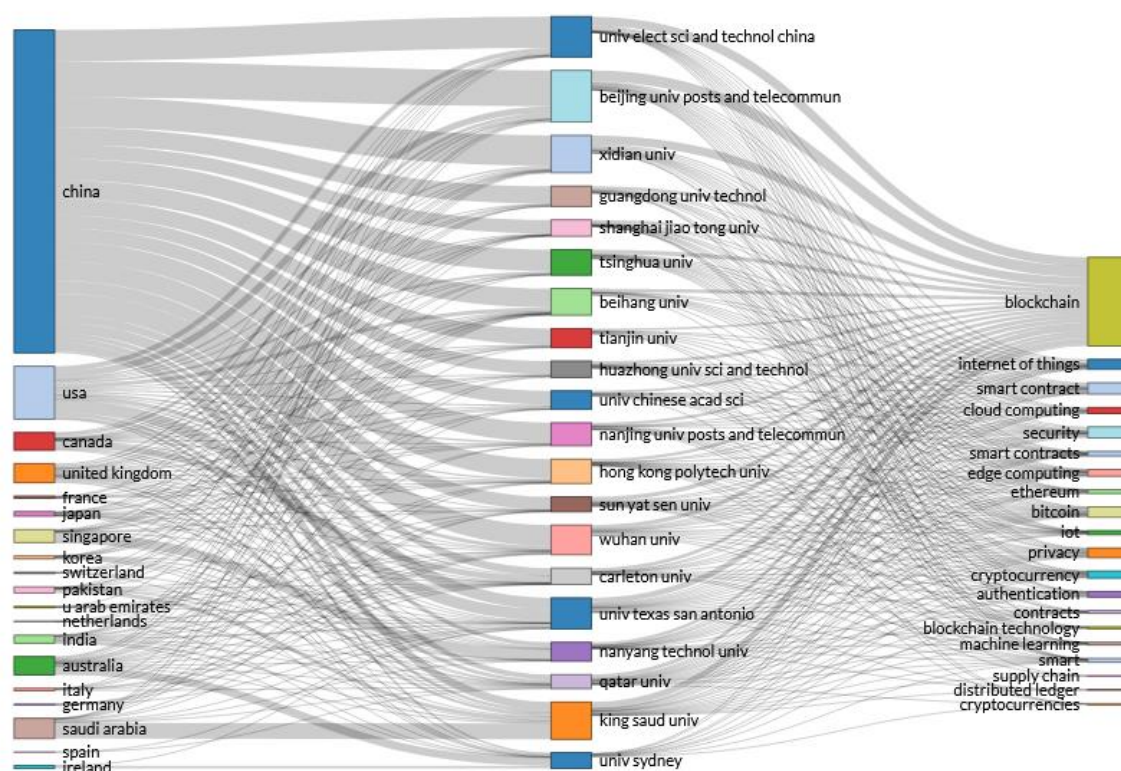 china
usa
canada
united kingdom
france
japan
singapore
korea
switzerland
pakistan
u arab emirates
netherlands
india
australia
italy
germany
saudi arabia
spain
ireland
univ elect sci and technol china
beijing univ posts and telecommun
xidian univ
guangdong univ technol
shanghai jiao tong univ
tsinghua univ
beihang univ
tianjin univ
huazhong univ sci and technol
univ chinese acad sci
nanjing univ posts and telecommun
hong kong polytech univ
sun yat sen univ
wuhan univ
carleton univ
univ texas san antonio
nanyang technol univ
qatar univ
king saud univ
univ sydney
blockchain
internet of things
smart contract
cloud computing
security
smart contracts
edge computing
ethereum
bitcoin
iot
privacy
cryptocurrency
authentication
contracts
blockchain technology
machine learning
smart
supply chain
distributed ledger
cryptocurrencies